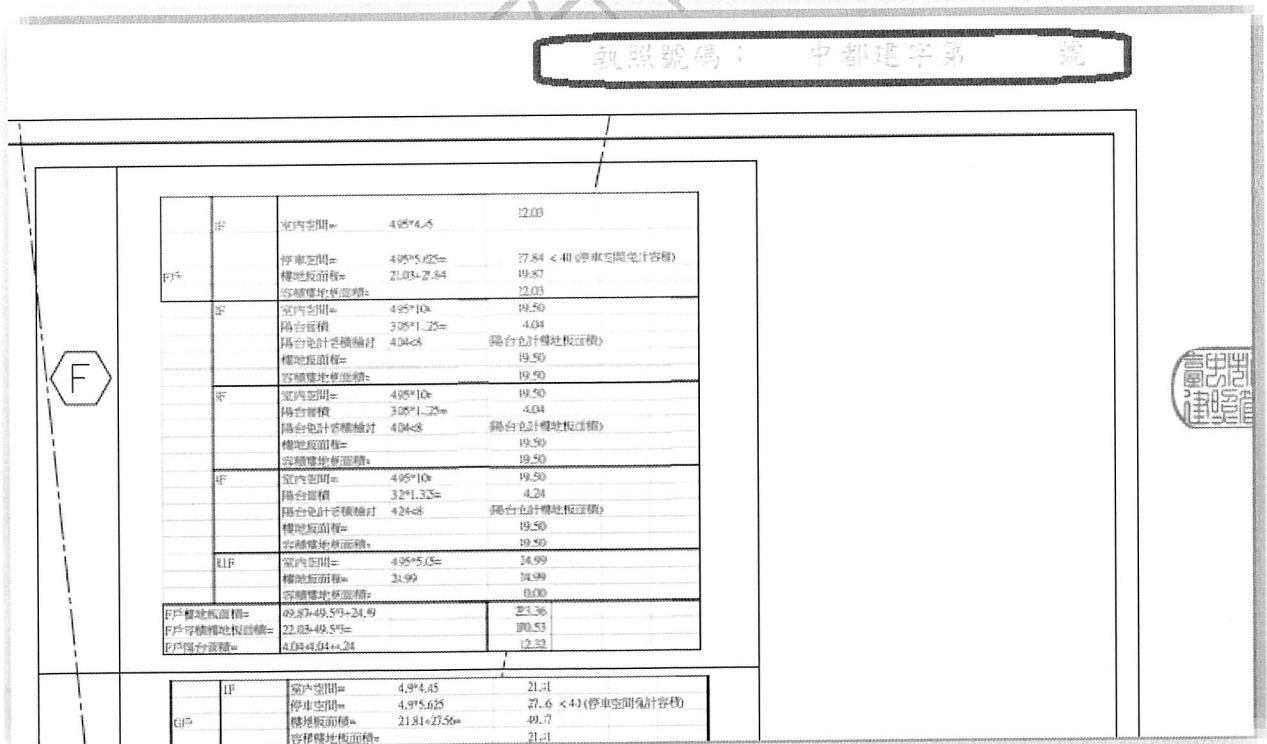 執照號碼： 中都建字第 號
F
1F 室內空間= 4.95*4.45 22.03
停車空間= 4.95*5.625= 27.84 < 40 (停車空間免計容積)
F戶 樓地板面積= 22.03+27.84 49.87
容積樓地板面積= 22.03
2F 室內空間= 4.95*10= 49.50
陽台面積 3.05*1.325= 4.04
陽台免計容積檢討 4.04<8 (陽台免計樓地板面積)
樓地板面積= 49.50
容積樓地板面積= 49.50
3F 室內空間= 4.95*10= 49.50
陽台面積 3.05*1.325= 4.04
陽台免計容積檢討 4.04<8 (陽台免計樓地板面積)
樓地板面積= 49.50
容積樓地板面積= 49.50
4F 室內空間= 4.95*10= 49.50
陽台面積 3.2*1.325= 4.24
陽台免計容積檢討 4.24<8 (陽台免計樓地板面積)
樓地板面積= 49.50
容積樓地板面積= 49.50
R1F 室內空間= 4.95*5.05= 24.99
樓地板面積= 24.99 24.99
容積樓地板面積= 0.00
F戶樓地板面積= 49.87+49.5*3+24.99 223.36
F戶容積樓地板面積= 22.03+49.5*3= 170.53
F戶陽台面積= 4.04+4.04+4.24 12.32
1F 室內空間= 4.9*4.45 21.81
停車空間= 4.9*5.625 27.56 < 40 (停車空間免計容積)
G戶 樓地板面積= 21.81+27.56= 49.37
容積樓地板面積= 21.81